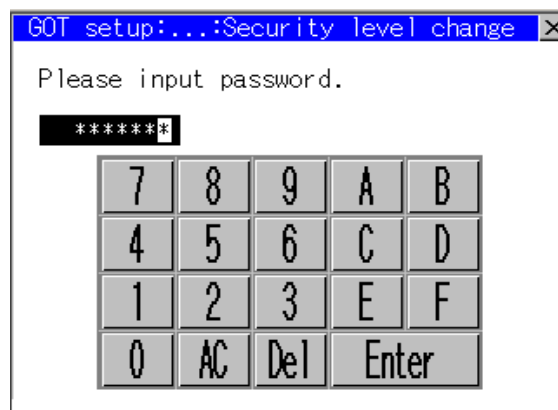 GOT setup:...:Security level change ×
Please input password.
*******
7 8 9 A B
4 5 6 C D
1 2 3 E F
0 AC Del Enter